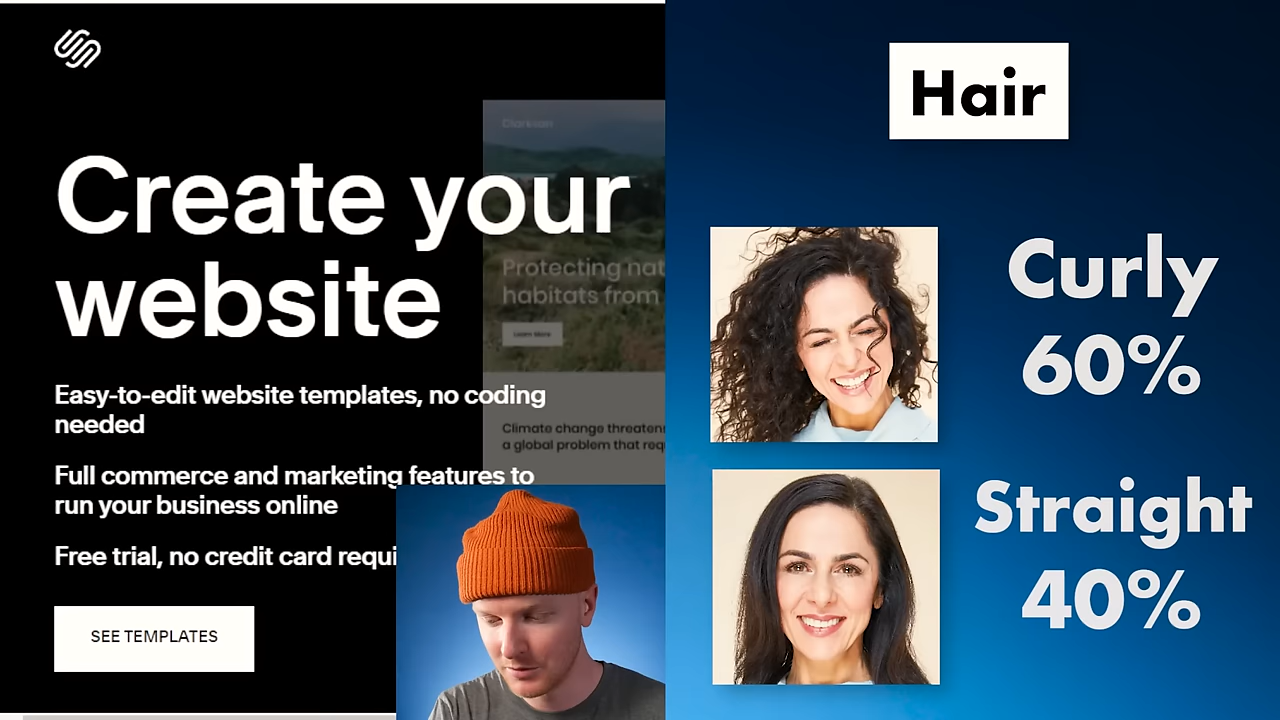 Create your
website
Easy-to-edit website templates, no coding
needed
Full commerce and marketing features to
run your business online
Free trial, no credit card requi
SEE TEMPLATES
Protecting nat
habitats from
Learn More
Climate change threatens
a global problem that requ
Hair
Curly
60%
Straight
40%